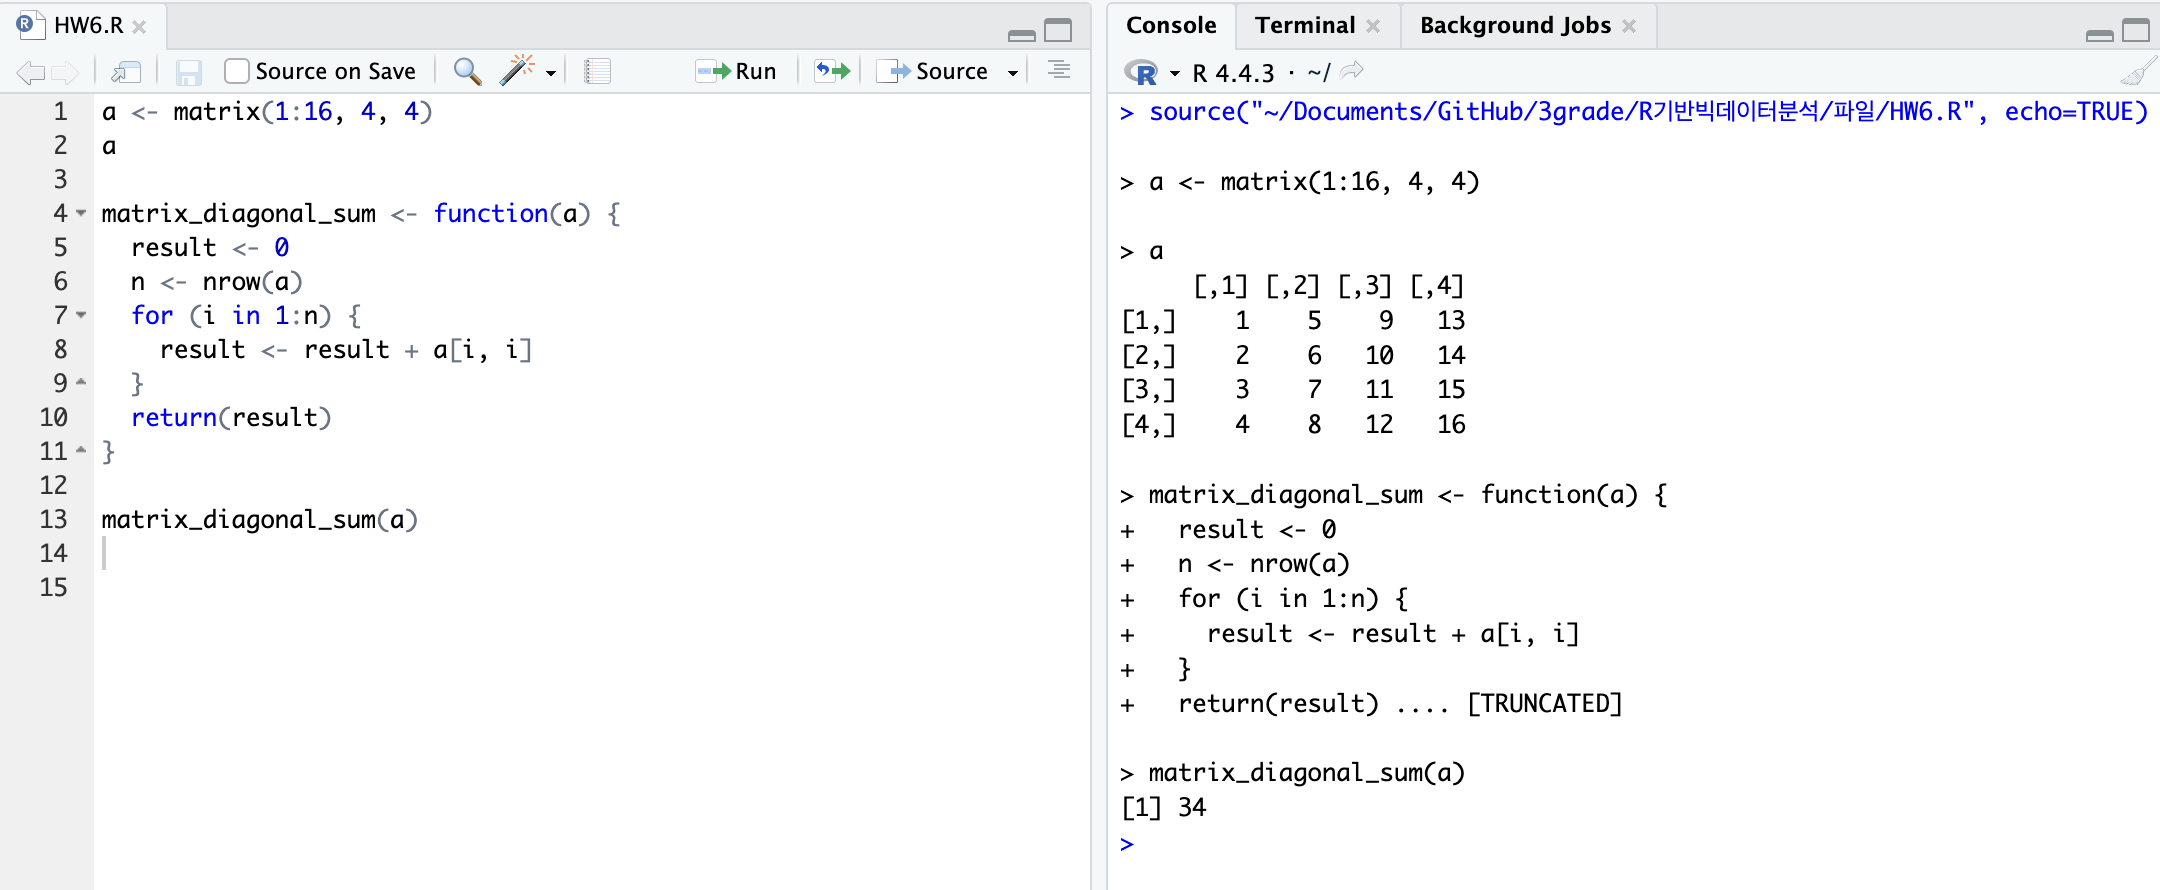 HW6.R
Source on Save
Run
Source
1 a <- matrix(1:16, 4, 4)
2 a
3
4 matrix_diagonal_sum <- function(a) {
5   result <- 0
6   n <- nrow(a)
7   for (i in 1:n) {
8     result <- result + a[i, i]
9   }
10   return(result)
11 }
12
13 matrix_diagonal_sum(a)
14
15
Console Terminal Background Jobs
R 4.4.3 · ~/
> source("~/Documents/GitHub/3grade/R기반빅데이터분석/파일/HW6.R", echo=TRUE)
> a <- matrix(1:16, 4, 4)
> a
     [,1] [,2] [,3] [,4]
[1,]    1    5    9   13
[2,]    2    6   10   14
[3,]    3    7   11   15
[4,]    4    8   12   16
> matrix_diagonal_sum <- function(a) {
+   result <- 0
+   n <- nrow(a)
+   for (i in 1:n) {
+     result <- result + a[i, i]
+   }
+   return(result) .... [TRUNCATED]
> matrix_diagonal_sum(a)
[1] 34
>